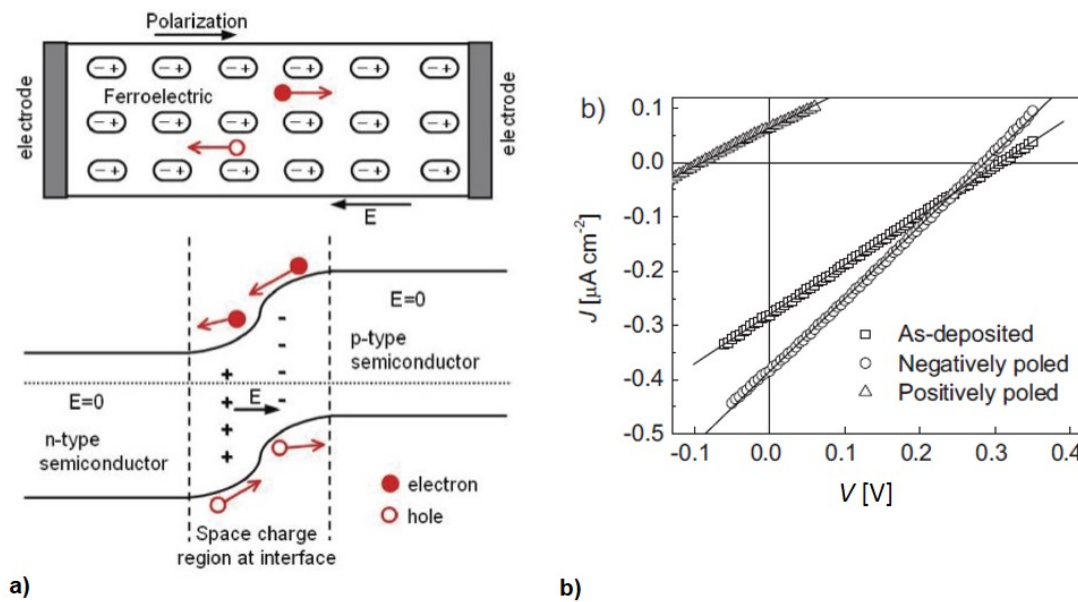 Polarization
electrode
- +
- +
- +
- +
- +
- +
Ferroelectric
- +
- +
- +
- +
- +
- +
- +
- +
- +
- +
- +
- +
electrode
E
E=0
p-type
semiconductor
-
-
-
-
+
+
+
+
E
E=0
n-type
semiconductor
electron
hole
Space charge
region at interface
a)
b)
J [µA cm-2]
0.1
0.0
-0.1
-0.2
-0.3
-0.4
-0.5
As-deposited
Negatively poled
Positively poled
-0.1 0.0 0.1 0.2 0.3 0.4
V [V]
b)